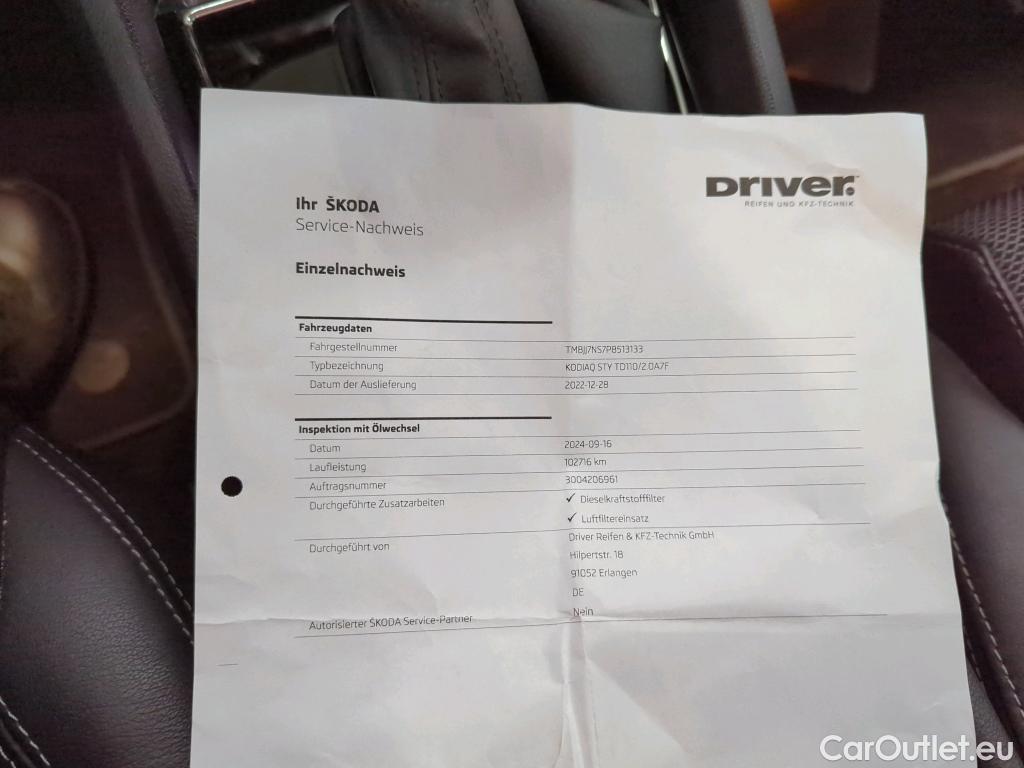 DRIVER.
REIFEN UND KFZ-TECHNIK
Ihr ŠKODA
Service-Nachweis
Einzelnachweis
Fahrzeugdaten
Fahrgestellnummer TMBJJ7NS7P8513133
Typbezeichnung KODIAQ STY TD110/2.0A7F
Datum der Auslieferung 2022-12-28
Inspektion mit Ölwechsel
Datum 2024-09-16
Laufleistung 102716 km
Auftragsnummer 3004206961
Durchgeführte Zusatzarbeiten ✓ Dieselkraftstofffilter
✓ Luftfiltereinsatz
Durchgeführt von Driver Reifen & KFZ-Technik GmbH
Hilpertstr. 18
91052 Erlangen
DE
Autorisierter ŠKODA Service-Partner Nein
CarOutlet.eu